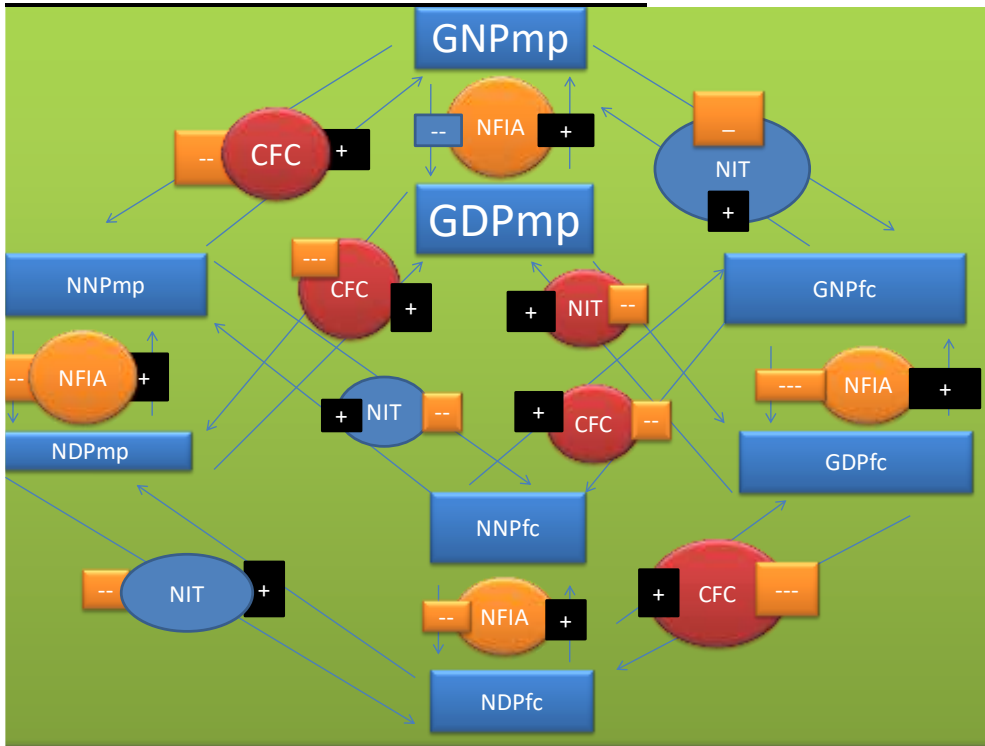 GNPmp
-- NFIA +
-- CFC +
_
NIT
+
GDPmp
NNPmp
---
CFC
+
+ NIT --
GNPfc
-- NFIA +
--- NFIA +
+ NIT --
+ CFC --
NDPmp
GDPfc
NNPfc
-- NIT +
-- NFIA +
+ CFC ---
NDPfc